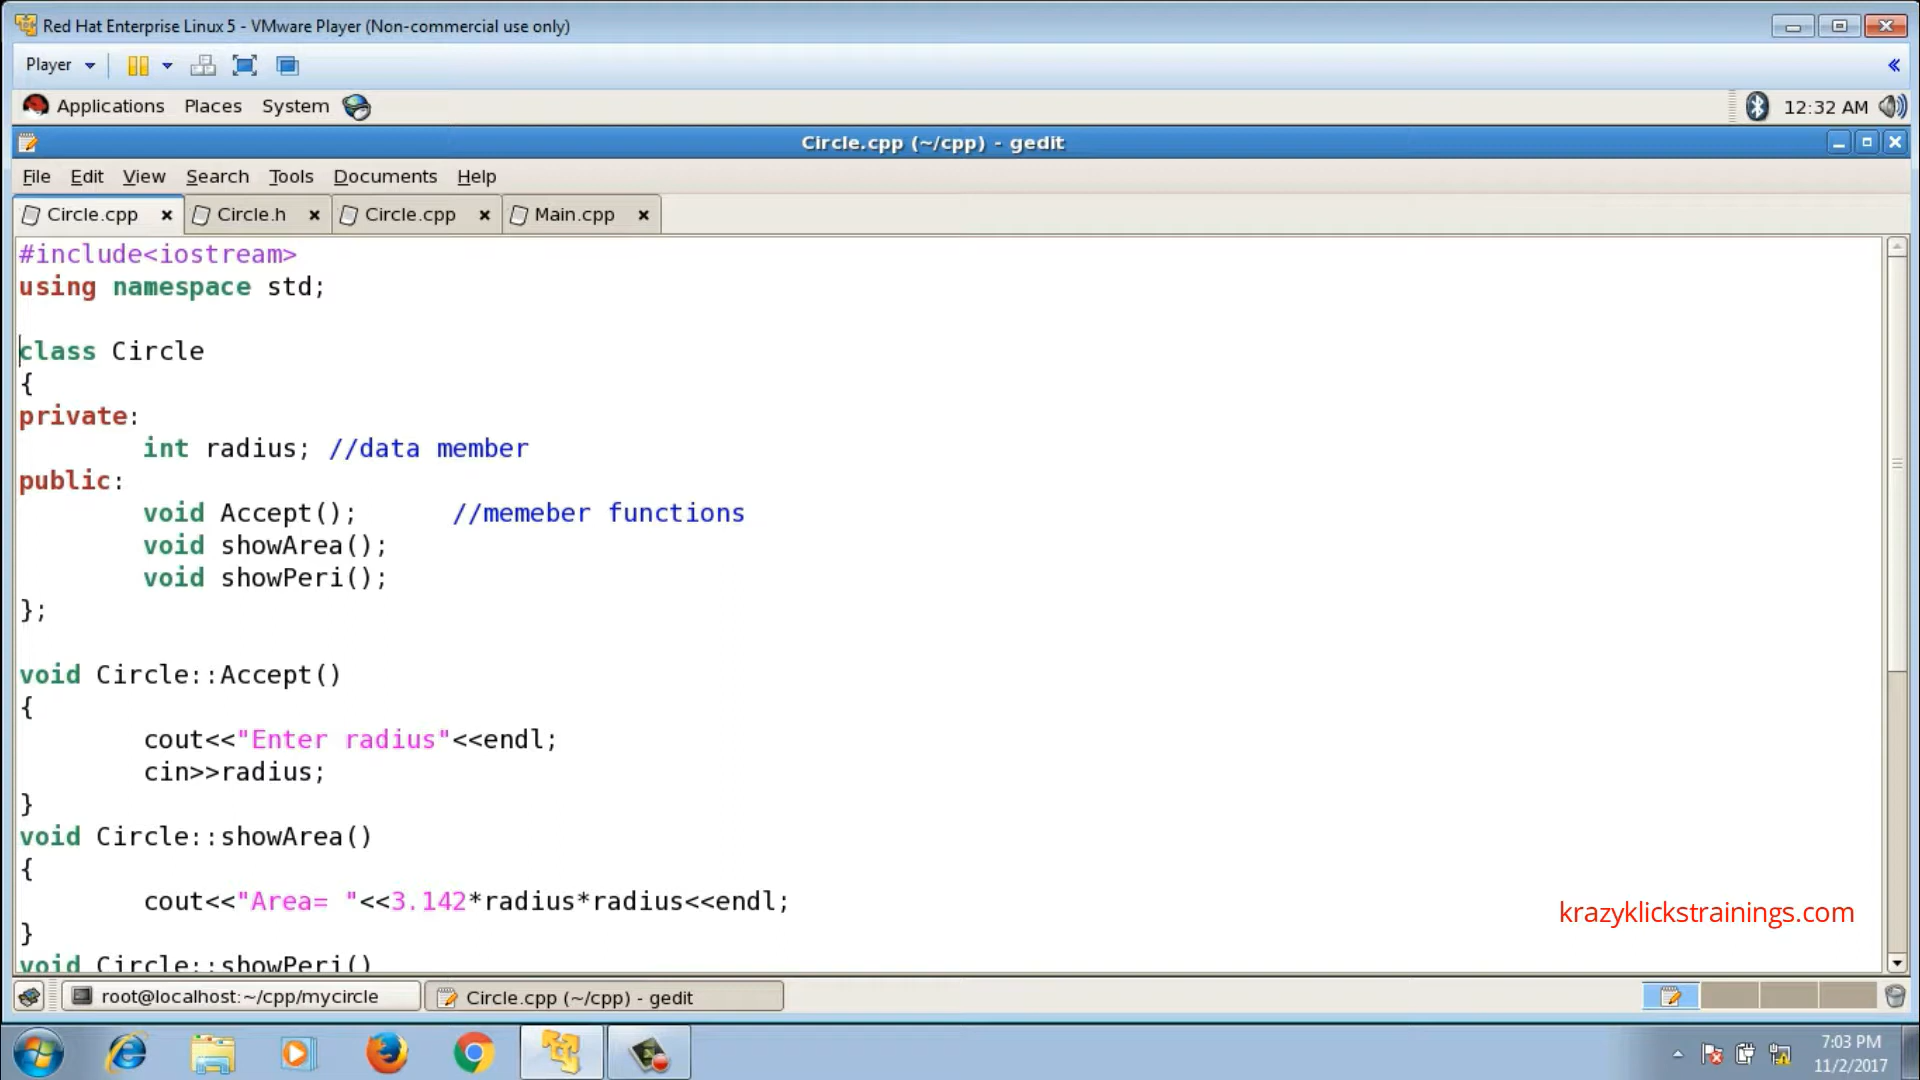 Red Hat Enterprise Linux 5 - VMware Player (Non-commercial use only)
Player
«
Applications Places System
12:32 AM
Circle.cpp (~/cpp) - gedit
File Edit View Search Tools Documents Help
Circle.cpp Circle.h Circle.cpp Main.cpp
#include<iostream>
using namespace std;
class Circle
{
private:
int radius; //data member
public:
void Accept(); //memeber functions
void showArea();
void showPeri();
};
void Circle::Accept()
{
cout<<"Enter radius"<<endl;
cin>>radius;
}
void Circle::showArea()
{
cout<<"Area= "<<3.142*radius*radius<<endl;
}
void Circle::showPeri()
krazyklickstrainings.com
root@localhost:~/cpp/mycircle
Circle.cpp (~/cpp) - gedit
7:03 PM
11/2/2017